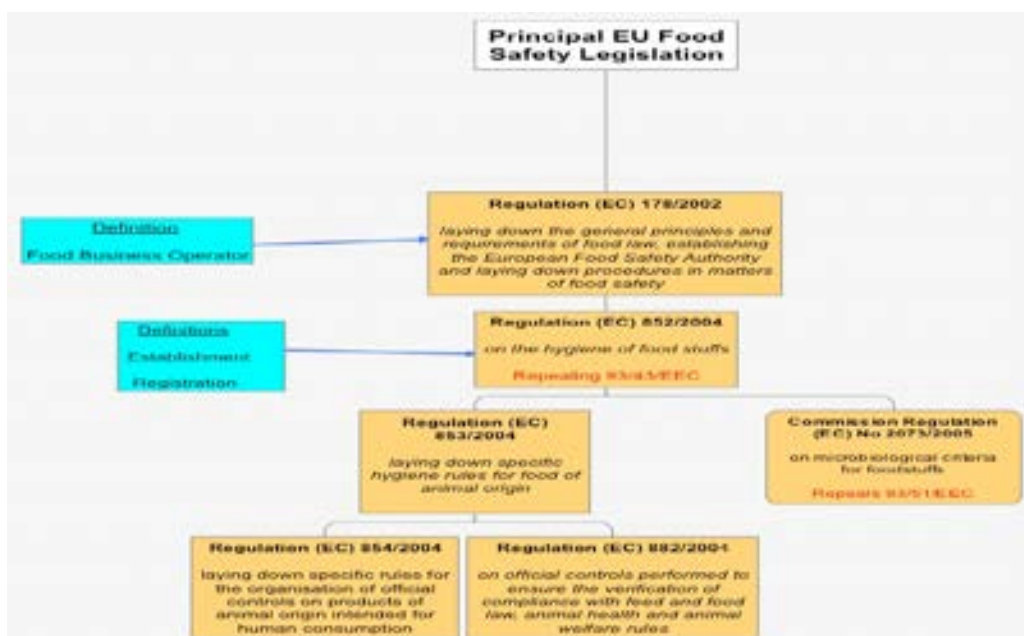 Principal EU Food
Safety Legislation
Regulation (EC) 178/2002
laying down the general principles and
requirements of food law, establishing
the European Food Safety Authority
and laying down procedures in matters
of food safety
Definition
Food Business Operator
Regulation (EC) 852/2004
on the hygiene of food stuffs
Repealing 93/43/EEC
Definitions
Establishment
Registration
Regulation (EC)
853/2004
laying down specific
hygiene rules for food of
animal origin
Commission Regulation
(EC) No 2073/2005
on microbiological criteria
for foodstuffs
Repeals 93/51/EEC
Regulation (EC) 854/2004
laying down specific rules for
the organisation of official
controls on products of
animal origin intended for
human consumption
Regulation (EC)
on official controls performed to
ensure the verification of
compliance with feed and food
law, animal health and animal
welfare rules